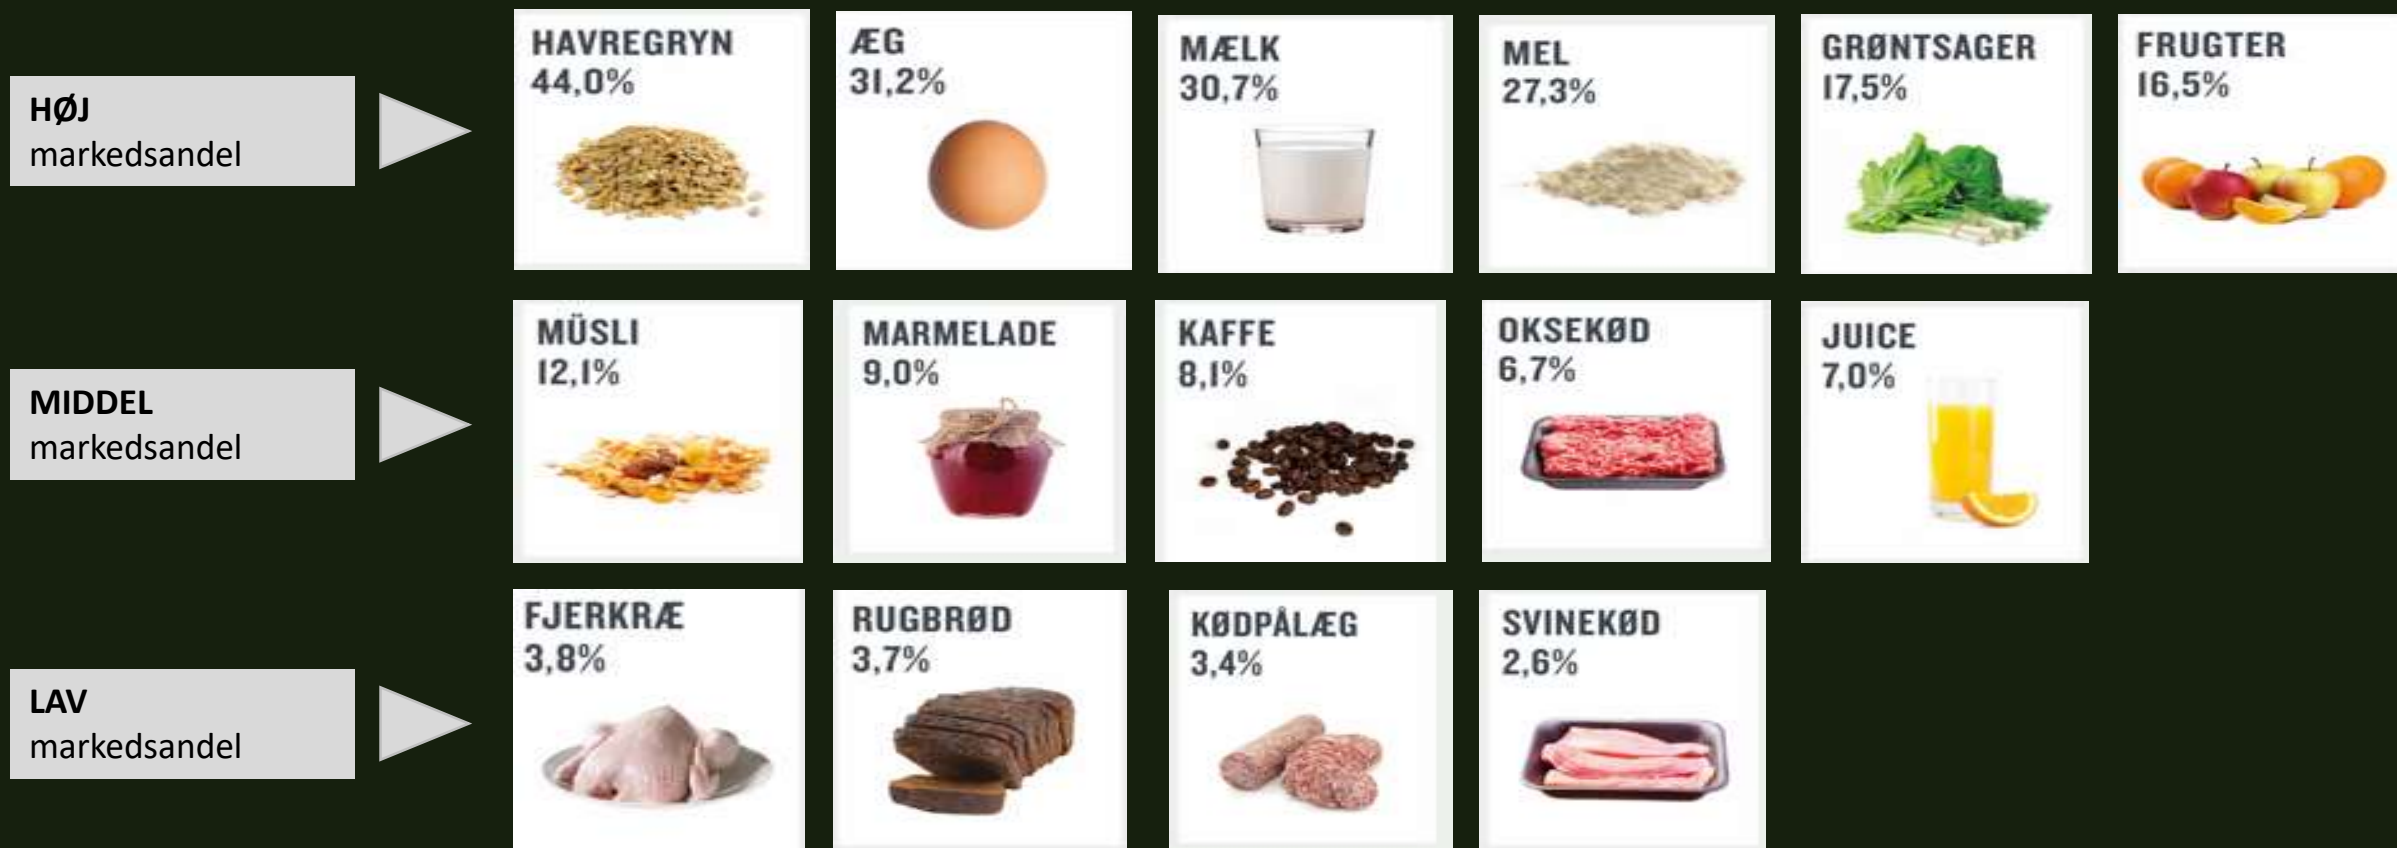 HØJ
markedsandel
HAVREGRYN
44,0%
ÆG
31,2%
MÆLK
30,7%
MEL
27,3%
GRØNTSAGER
17,5%
FRUGTER
16,5%
MIDDEL
markedsandel
MÜSLI
12,1%
MARMELADE
9,0%
KAFFE
8,1%
OKSEKØD
6,7%
JUICE
7,0%
LAV
markedsandel
FJERKRÆ
3,8%
RUGBRØD
3,7%
KØDPÅLÆG
3,4%
SVINEKØD
2,6%